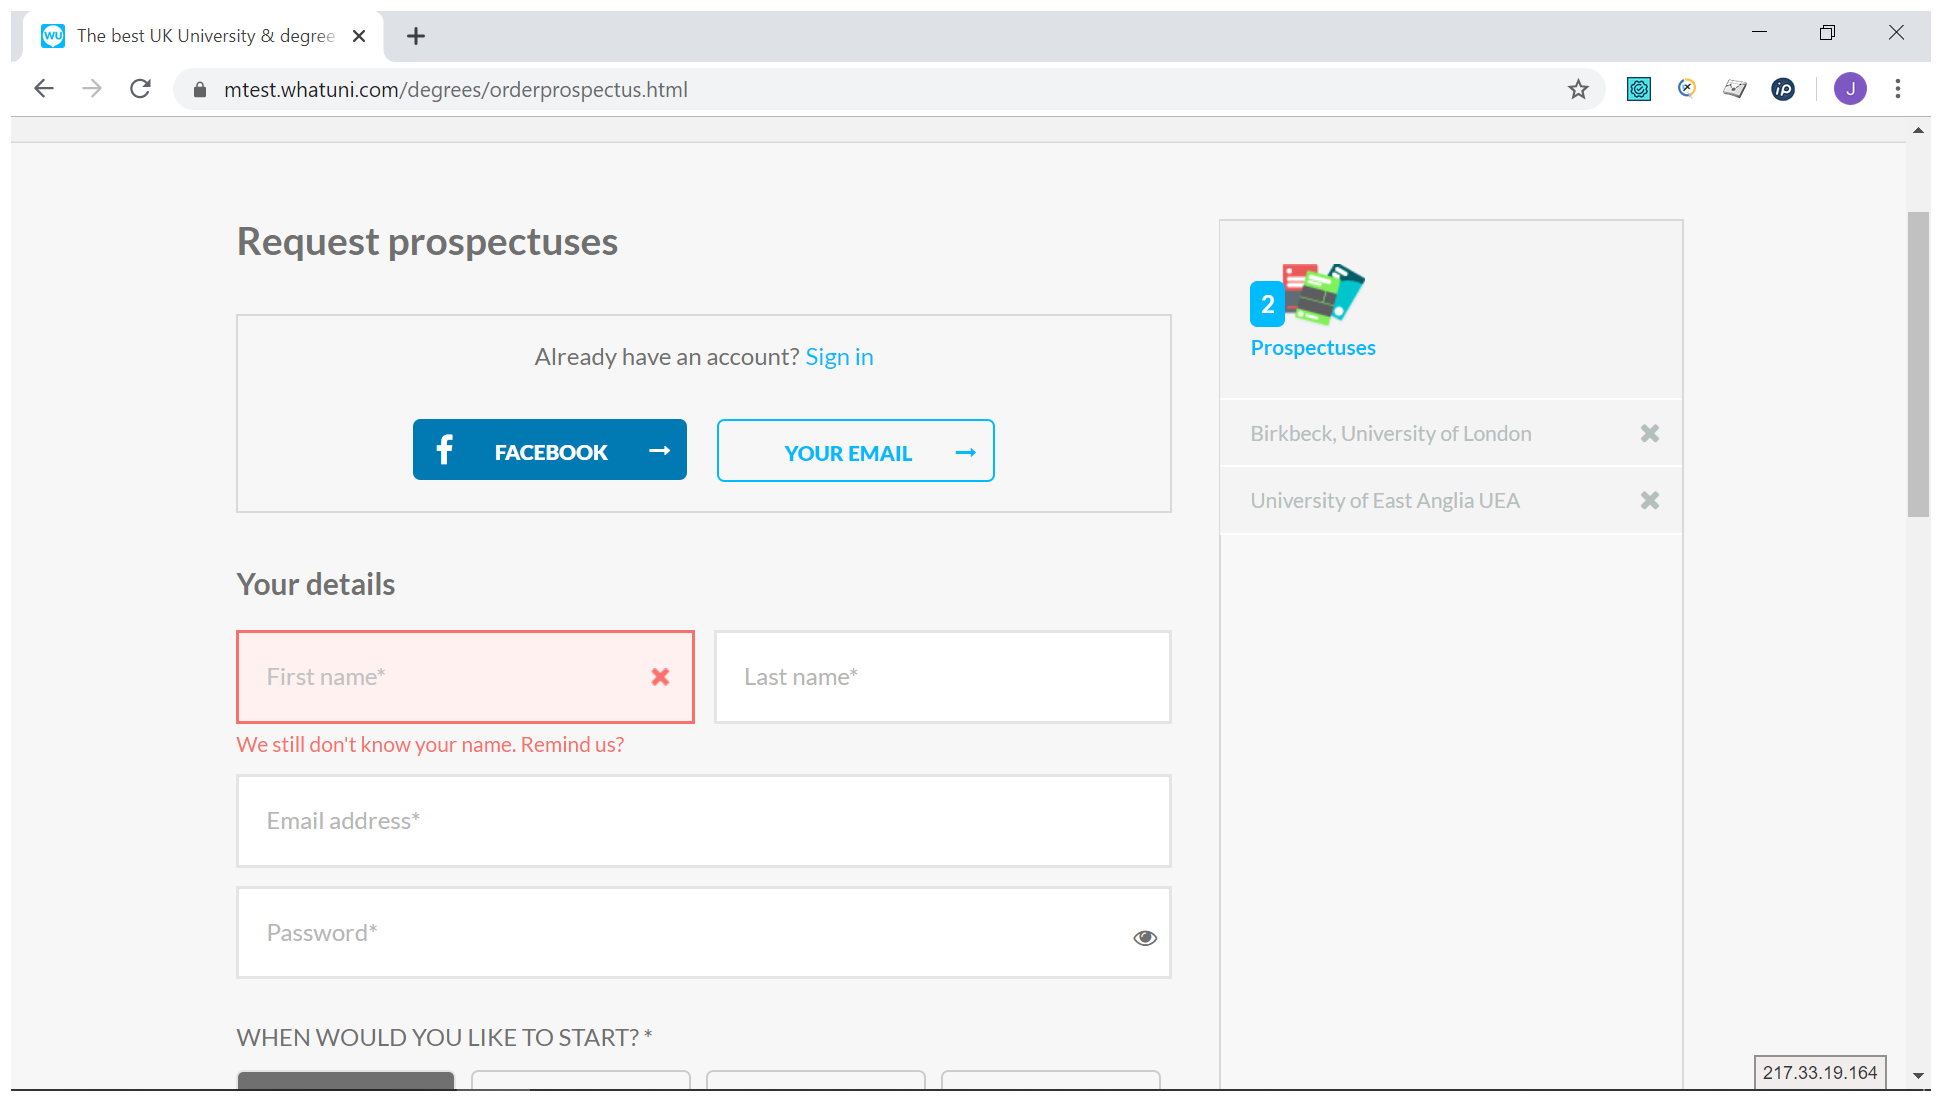 WU The best UK University & degree
mtest.whatuni.com/degrees/orderprospectus.html
ip
J
Request prospectuses
Already have an account? Sign in
f FACEBOOK
YOUR EMAIL
2
Prospectuses
Birkbeck, University of London
University of East Anglia UEA
Your details
First name*
Last name*
We still don't know your name. Remind us?
Email address*
Password*
WHEN WOULD YOU LIKE TO START? *
217.33.19.164